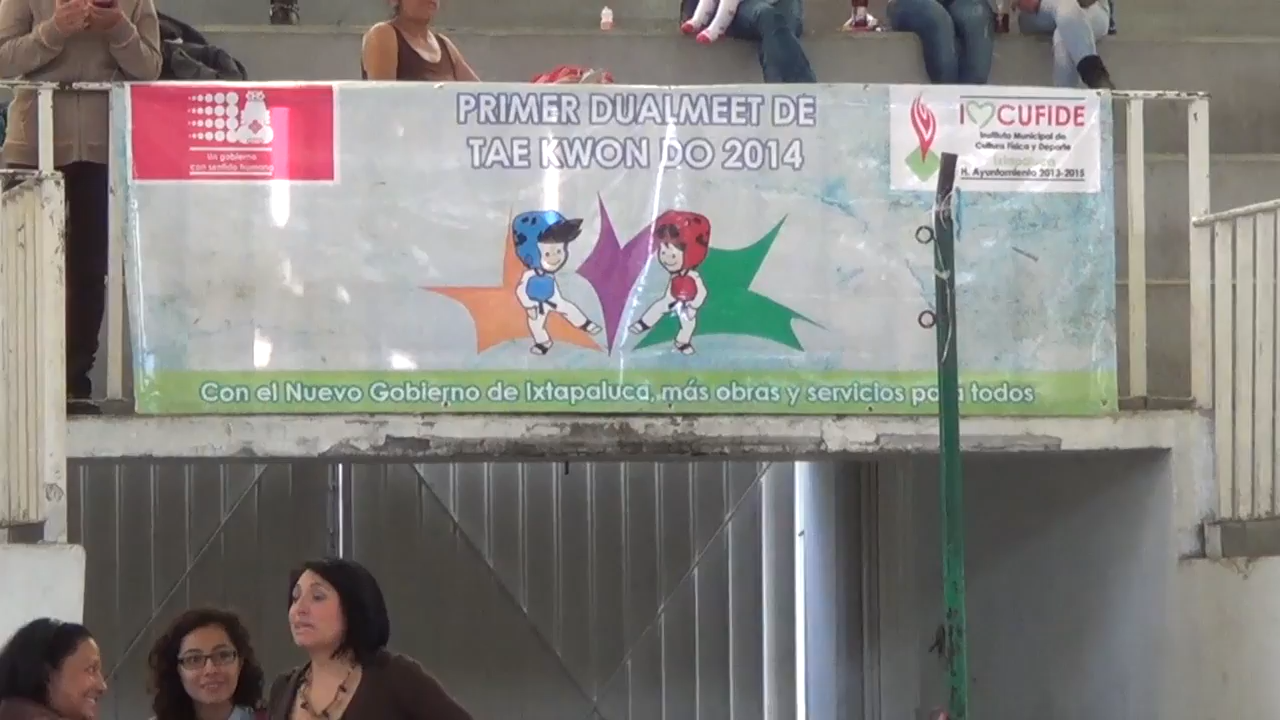 PRIMER DUALMEET DE
TAE KWON DO 2014
Un gobierno
con sentido humano
I CUFIDE
Instituto Municipal de
Cultura Física y Deporte
Ixtapaluca
H. Ayuntamiento 2013-2015
Con el Nuevo Gobierno de Ixtapaluca, más obras y servicios para todos